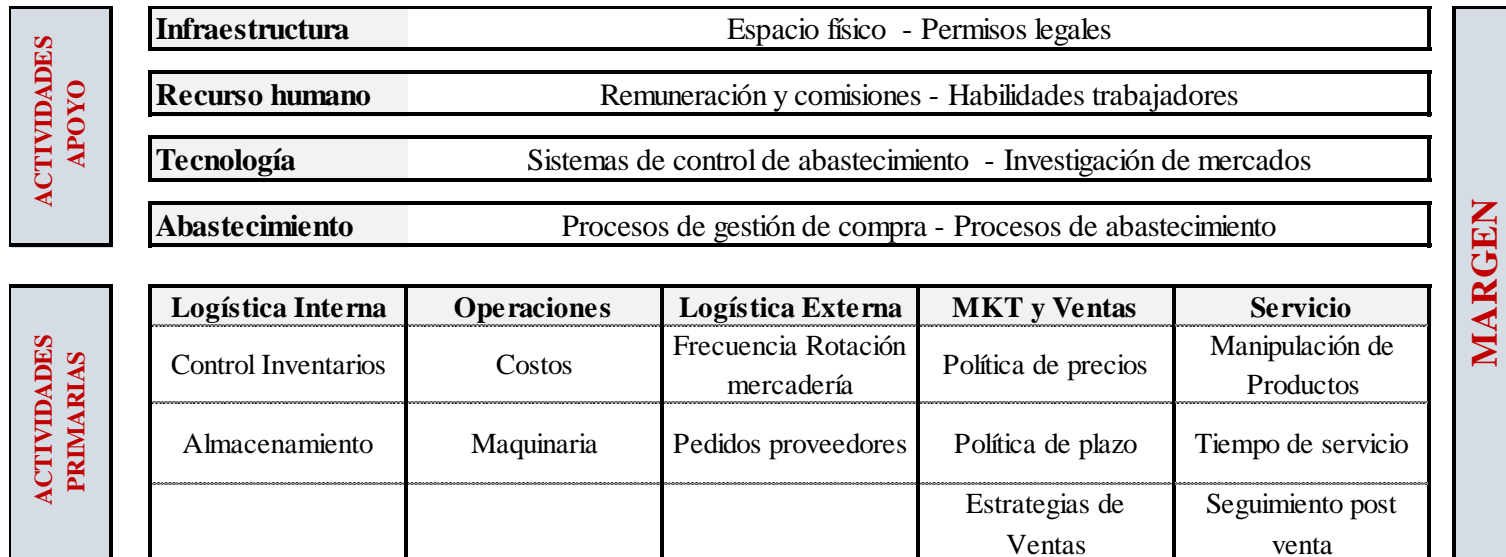 ACTIVIDADES
APOYO
Infraestructura Espacio físico - Permisos legales
Recurso humano Remuneración y comisiones - Habilidades trabajadores
Tecnología Sistemas de control de abastecimiento - Investigación de mercados
Abastecimiento Procesos de gestión de compra - Procesos de abastecimiento
MARGEN
ACTIVIDADES
PRIMARIAS
Logística Interna Operaciones Logística Externa MKT y Ventas Servicio
Control Inventarios Costos Frecuencia Rotación
mercadería Política de precios Manipulación de
Productos
Almacenamiento Maquinaria Pedidos proveedores Política de plazo Tiempo de servicio
Estrategias de
Ventas Seguimiento post
venta